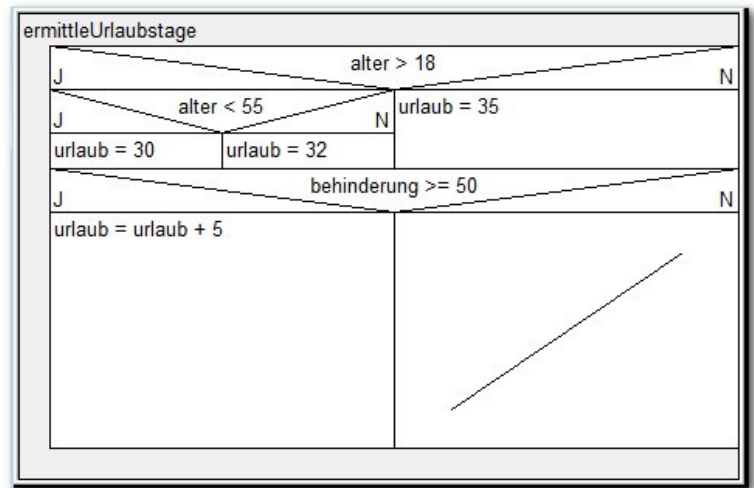 ermittleUrlaubstage
alter > 18
J
N
alter < 55
J
N
urlaub = 35
urlaub = 30
urlaub = 32
behinderung >= 50
J
N
urlaub = urlaub + 5